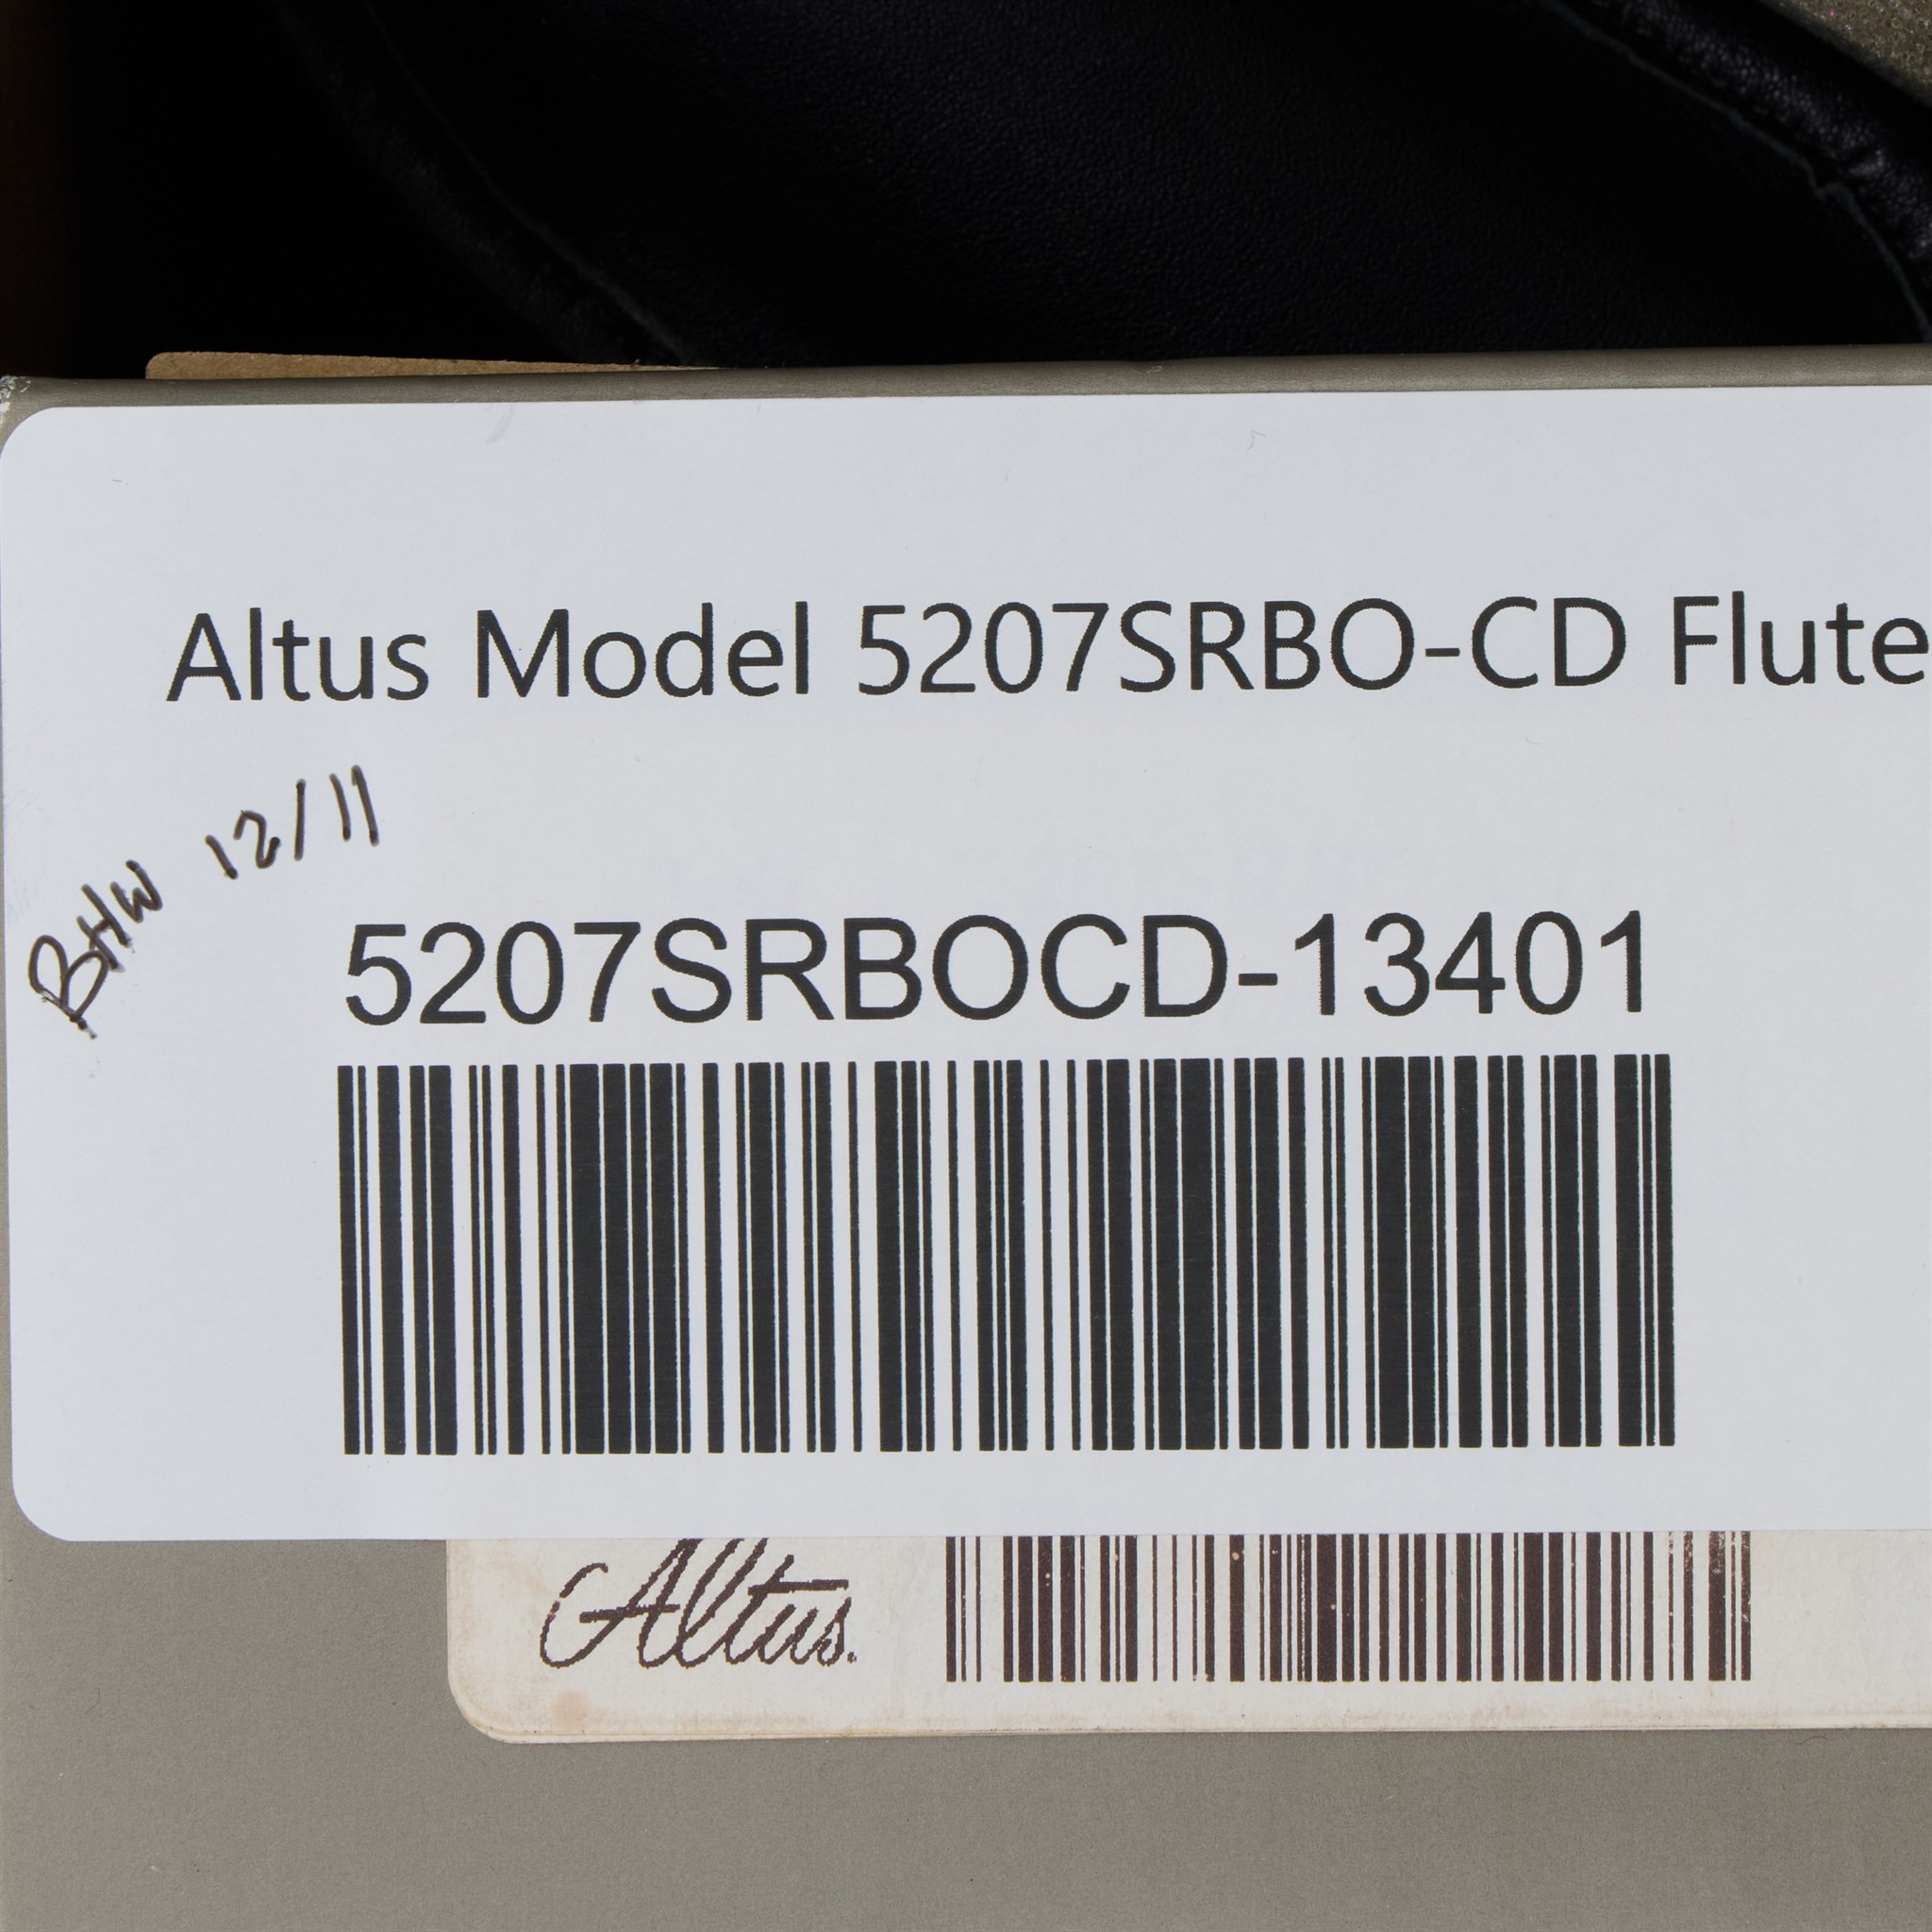 Altus Model 5207SRBO-CD Flute
BHW 12/11
5207SRBOCD-13401
Altus.